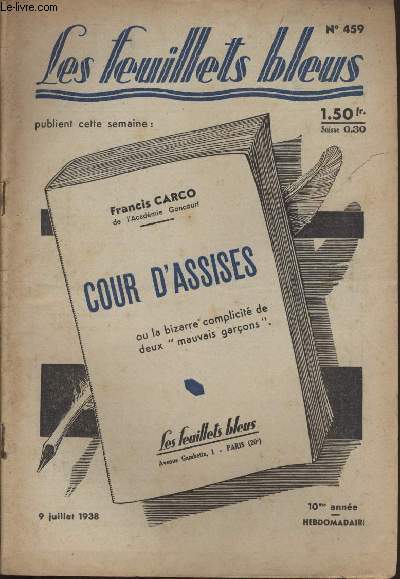 Le-livre.com
N° 459
Les feuillets bleus
publient cette semaine :
1.50 fr.
Suisse 0.30
Francis CARCO
de l'Académie Goncourt
COUR D'ASSISES
ou la bizarre complicité de
deux "mauvais garçons".
Les feuillets bleus
Avenue Gambetta, 1 - PARIS (20e)
9 juillet 1938
10me année
HEBDOMADAIRE